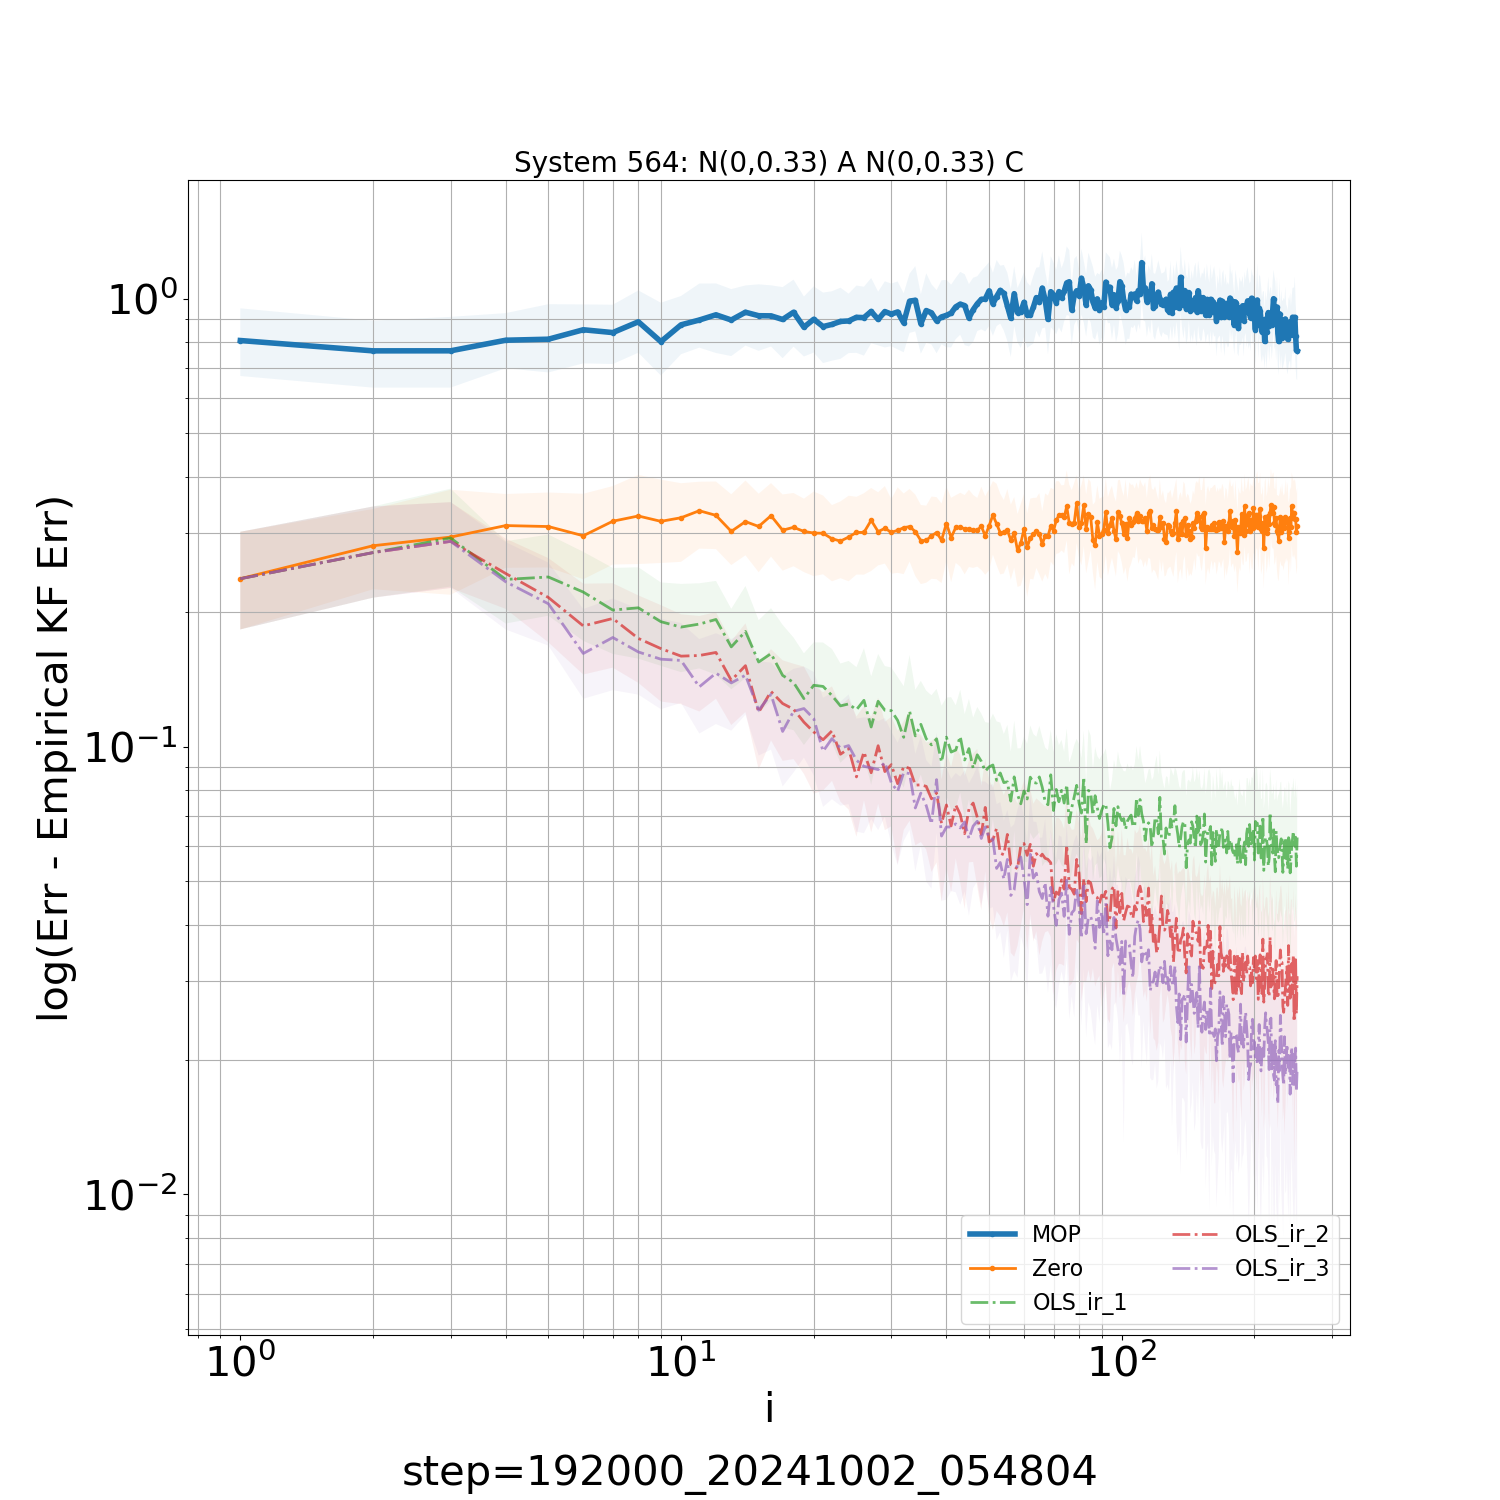 System 564: N(0,0.33) A N(0,0.33) C
log(Err - Empirical KF Err)
10⁰
10⁻¹
10⁻²
MOP
Zero
OLS_ir_1
OLS_ir_2
OLS_ir_3
10⁰ 10¹ 10²
i
step=192000_20241002_054804